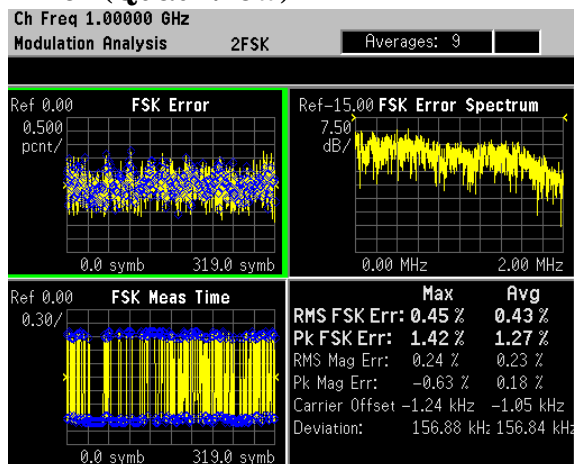 Ch Freq 1.00000 GHz
Modulation Analysis 2FSK Averages: 9
Ref 0.00 FSK Error
0.500
pcnt/
0.0 symb 319.0 symb
Ref-15.00 FSK Error Spectrum
7.50
dB/
0.00 MHz 2.00 MHz
Ref 0.00 FSK Meas Time
0.30/
0.0 symb 319.0 symb
Max Avg
RMS FSK Err: 0.45 % 0.43 %
Pk FSK Err: 1.42 % 1.27 %
RMS Mag Err: 0.24 % 0.23 %
Pk Mag Err: -0.63 % 0.18 %
Carrier Offset -1.24 kHz -1.05 kHz
Deviation: 156.88 kHz 156.84 kHz